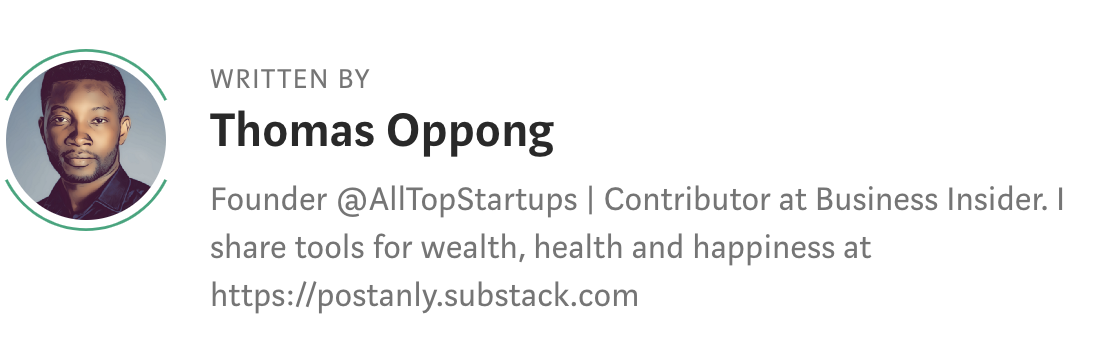 WRITTEN BY
Thomas Oppong
Founder @AllTopStartups | Contributor at Business Insider. I
share tools for wealth, health and happiness at
https://postanly.substack.com